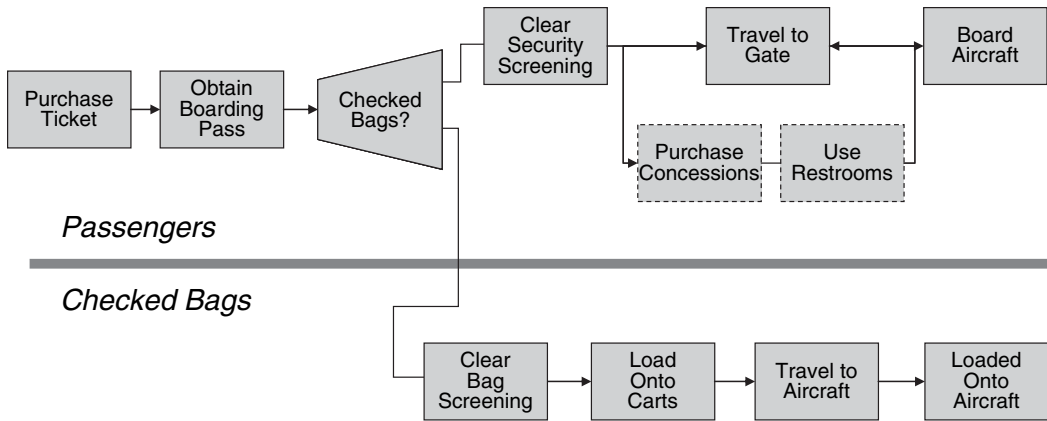 Purchase
Ticket
Obtain
Boarding
Pass
Checked
Bags?
Clear
Security
Screening
Travel to
Gate
Board
Aircraft
Purchase
Concessions
Use
Restrooms
Passengers
Checked Bags
Clear
Bag
Screening
Load
Onto
Carts
Travel to
Aircraft
Loaded
Onto
Aircraft